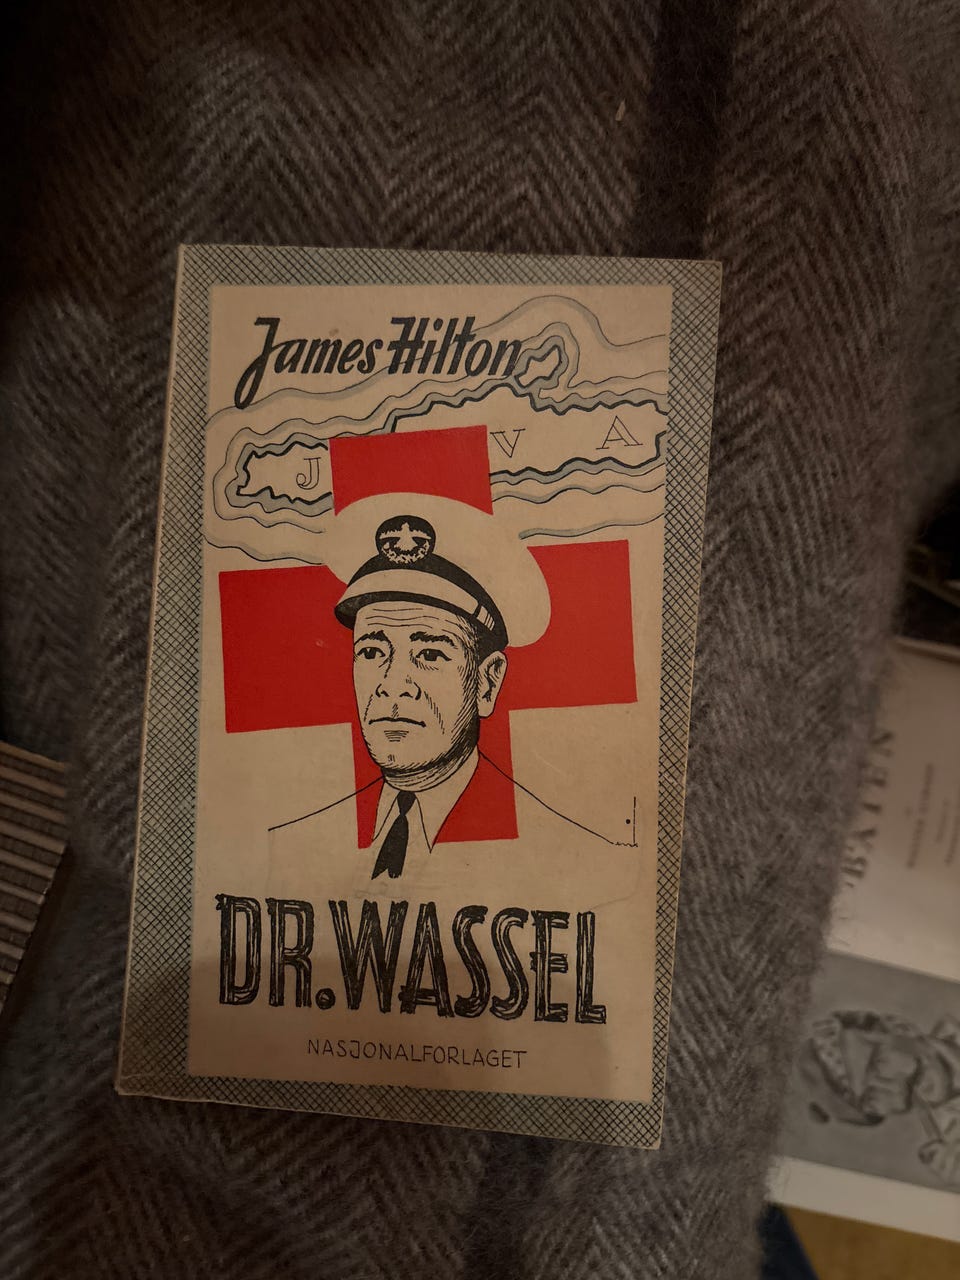 James Hilton
J V A
DR. WASSEL
NASJONALFORLAGET